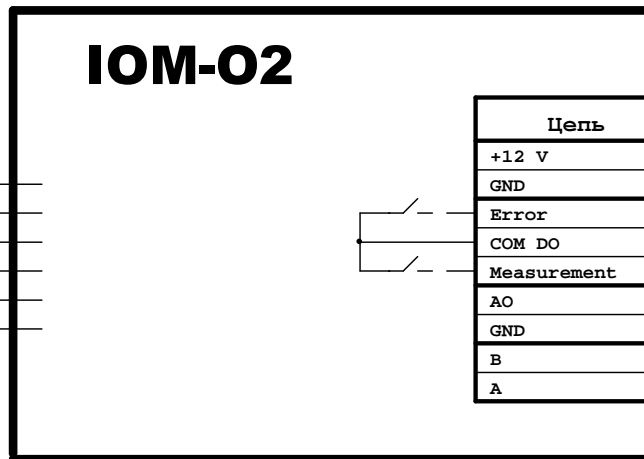 IOM-O2
Цепь
+12 V
GND
Error
COM DO
Measurement
AO
GND
B
A